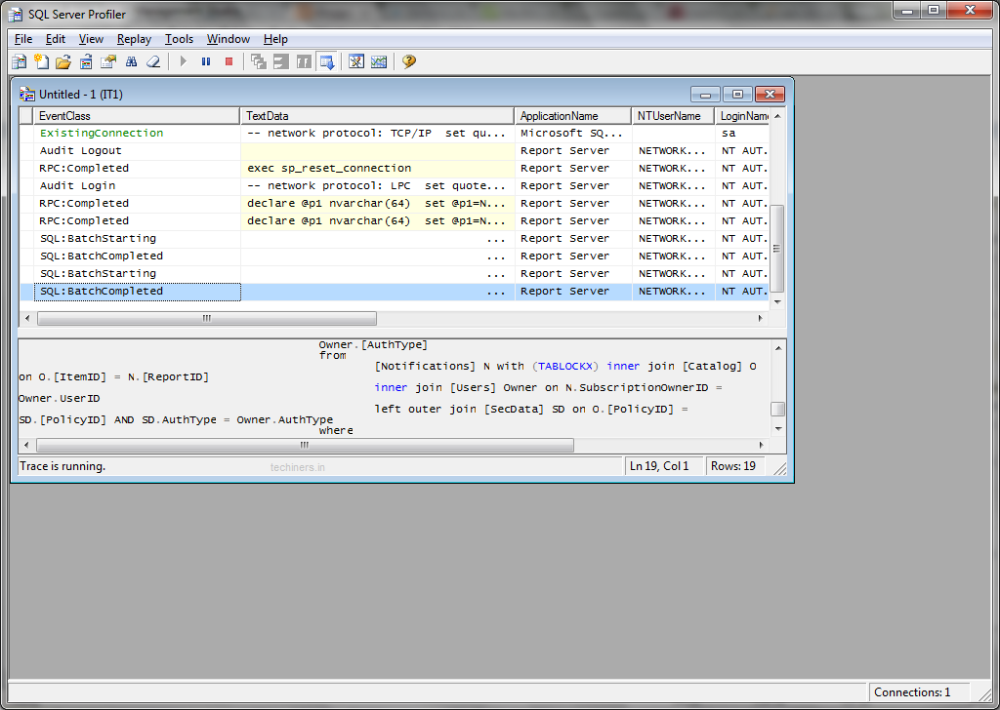 SQL Server Profiler
File Edit View Replay Tools Window Help
Untitled - 1 (IT1)
EventClass TextData ApplicationName NTUserName LoginName
ExistingConnection -- network protocol: TCP/IP set qu... Microsoft SQ... sa
Audit Logout Report Server NETWORK... NT AUT.
RPC:Completed exec sp_reset_connection Report Server NETWORK... NT AUT.
Audit Login -- network protocol: LPC set quote... Report Server NETWORK... NT AUT.
RPC:Completed declare @p1 nvarchar(64) set @p1=N... Report Server NETWORK... NT AUT.
RPC:Completed declare @p1 nvarchar(64) set @p1=N... Report Server NETWORK... NT AUT.
SQL:BatchStarting ... Report Server NETWORK... NT AUT.
SQL:BatchCompleted ... Report Server NETWORK... NT AUT.
SQL:BatchStarting ... Report Server NETWORK... NT AUT.
SQL:BatchCompleted ... Report Server NETWORK... NT AUT.
Owner.[AuthType]
from
[Notifications] N with (TABLOCKX) inner join [Catalog] O
on O.[ItemID] = N.[ReportID]
inner join [Users] Owner on N.SubscriptionOwnerID =
Owner.UserID
left outer join [SecData] SD on O.[PolicyID] =
SD.[PolicyID] AND SD.AuthType = Owner.AuthType
where
Trace is running. techiners.in Ln 19, Col 1 Rows: 19
Connections: 1